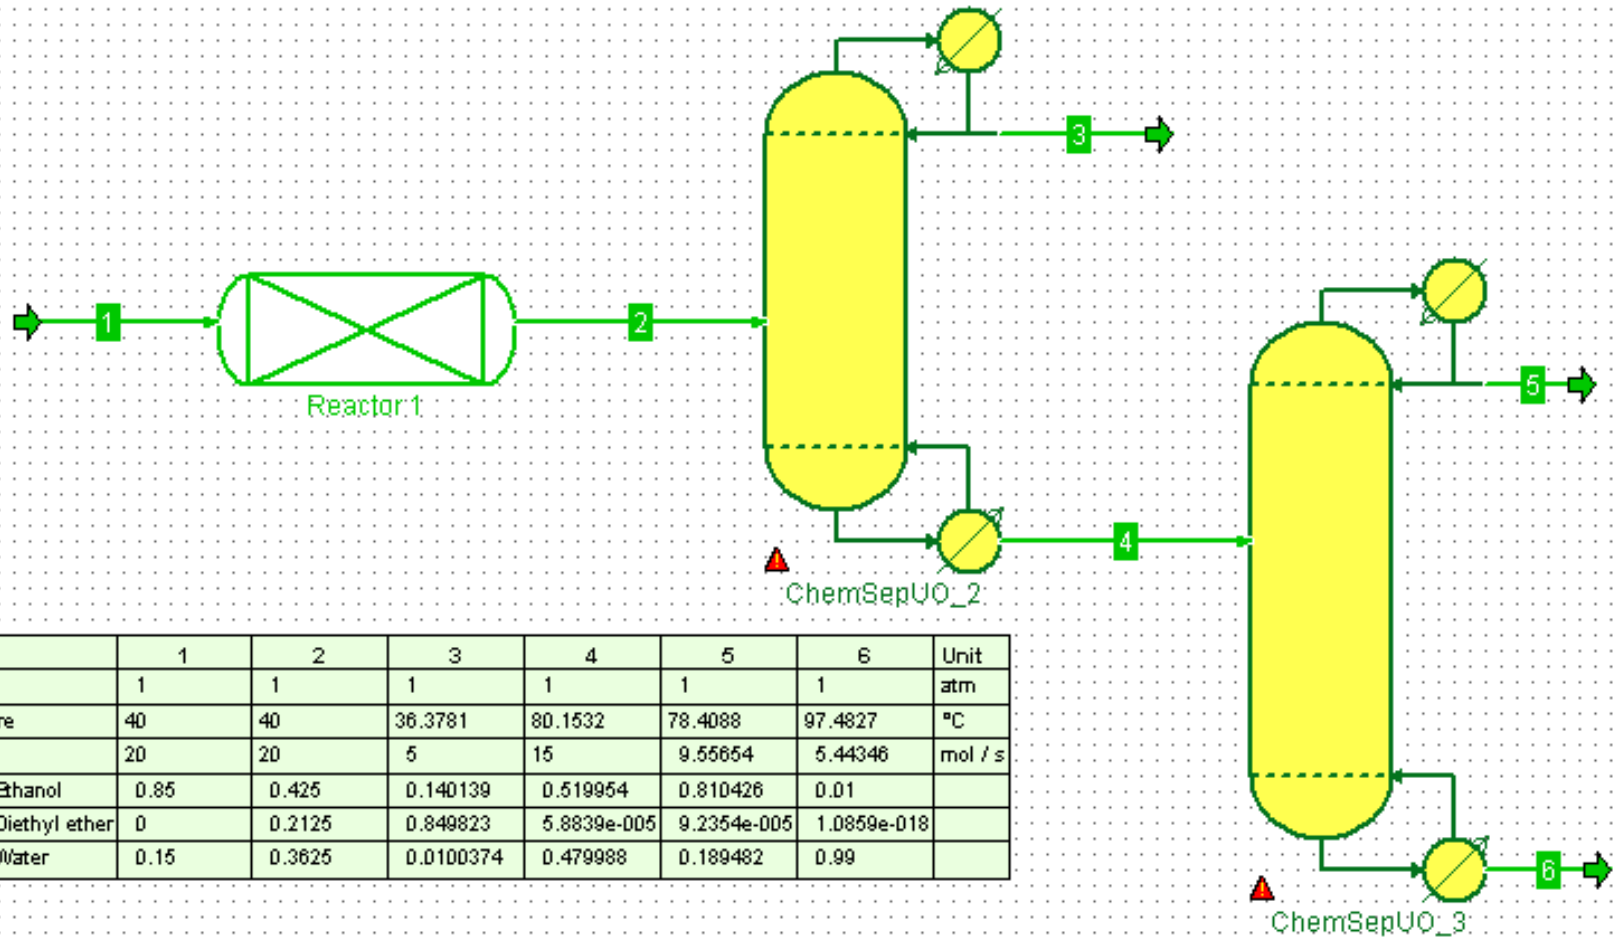 3
1
2
5
Reactor1
4
ChemSepUO_2
1 2 3 4 5 6 Unit
1 1 1 1 1 1 atm
re 40 40 36.3781 80.1532 78.4088 97.4827 °C
20 20 5 15 9.55654 5.44346 mol / s
Ethanol 0.85 0.425 0.140139 0.519954 0.810426 0.01
Diethyl ether 0 0.2125 0.849823 5.8839e-005 9.2354e-005 1.0859e-018
Water 0.15 0.3625 0.0100374 0.479988 0.189482 0.99
6
ChemSepUO_3